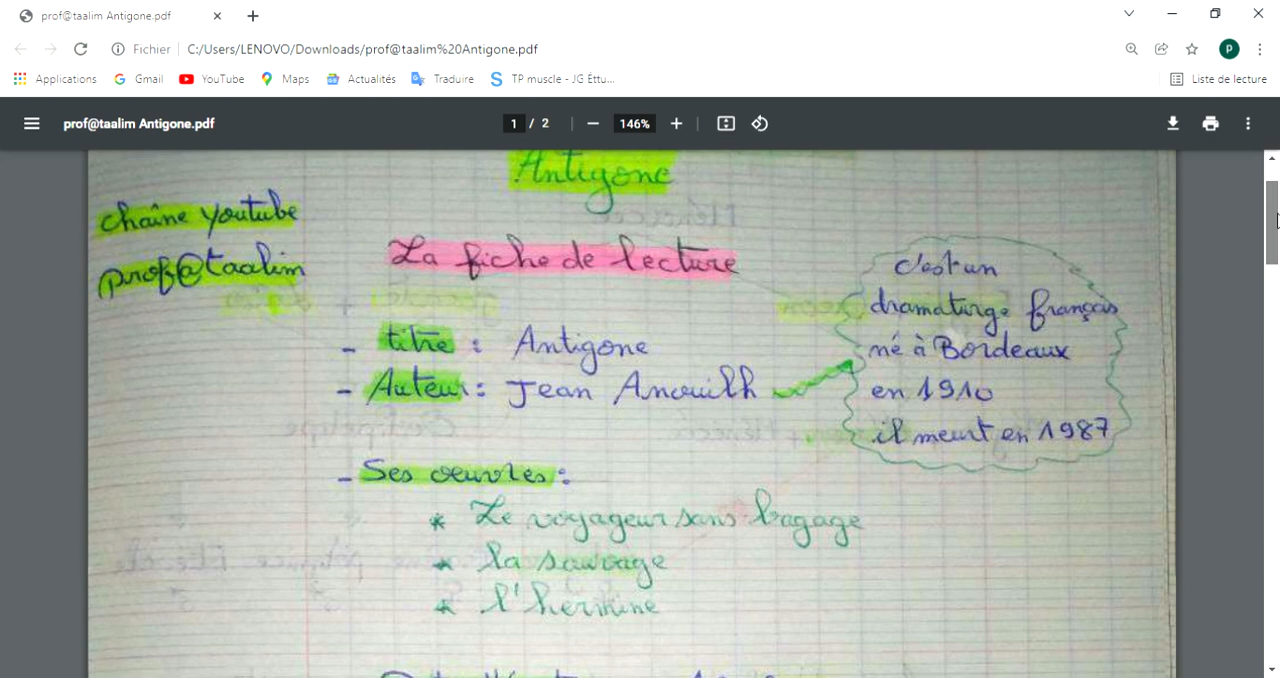 prof@taalim Antigone.pdf
Fichier C:/Users/LENOVO/Downloads/prof@taalim%20Antigone.pdf
P
Applications Gmail YouTube Maps Actualités Traduire TP muscle - JG Éttu... Liste de lecture
prof@taalim Antigone.pdf 1 / 2 146%
Antigone
chaîne youtube
prof@taalim
La fiche de lecture
- titre : Antigone
- Auteur : Jean Anouilh
c'est un
dramaturge français
né à Bordeaux
en 1910
il meurt en 1987
- Ses oeuvres :
* Le voyageur sans bagage
* la sauvage
* l'hermine